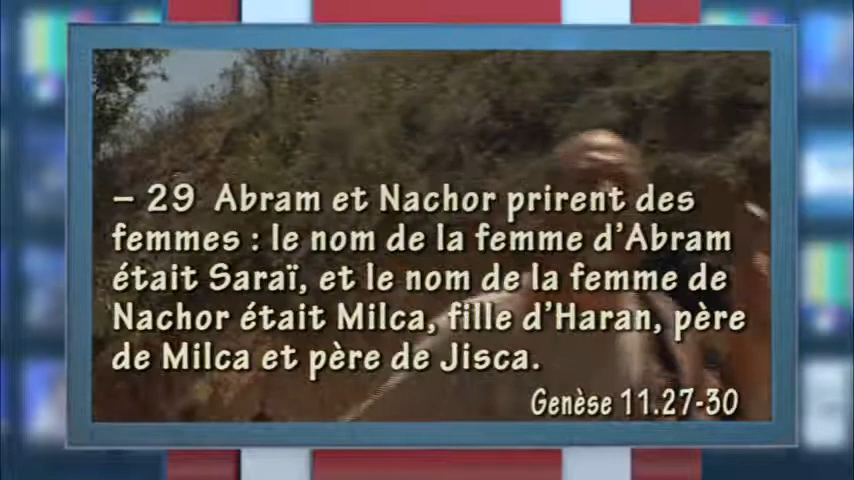 – 29 Abram et Nachor prirent des
femmes : le nom de la femme d'Abram
était Saraï, et le nom de la femme de
Nachor était Milca, fille d'Haran, père
de Milca et père de Jisca.
Genèse 11.27-30